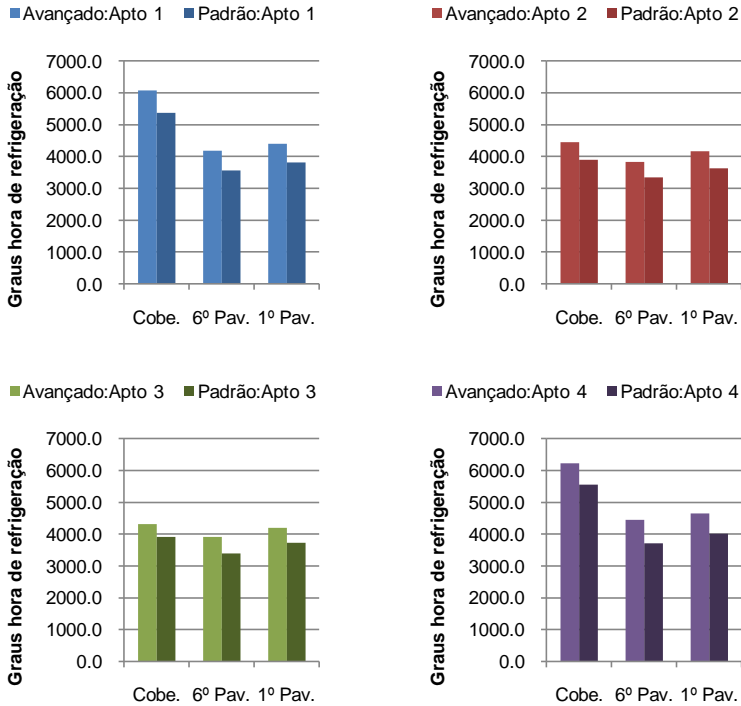 Avançado:Apto 1 Padrão:Apto 1
Graus hora de refrigeração
7000.0
6000.0
5000.0
4000.0
3000.0
2000.0
1000.0
0.0
Cobe. 6º Pav. 1º Pav.
Avançado:Apto 2 Padrão:Apto 2
Graus hora de refrigeração
7000.0
6000.0
5000.0
4000.0
3000.0
2000.0
1000.0
0.0
Cobe. 6º Pav. 1º Pav.
Avançado:Apto 3 Padrão:Apto 3
Graus hora de refrigeração
7000.0
6000.0
5000.0
4000.0
3000.0
2000.0
1000.0
0.0
Cobe. 6º Pav. 1º Pav.
Avançado:Apto 4 Padrão:Apto 4
Graus hora de refrigeração
7000.0
6000.0
5000.0
4000.0
3000.0
2000.0
1000.0
0.0
Cobe. 6º Pav. 1º Pav.